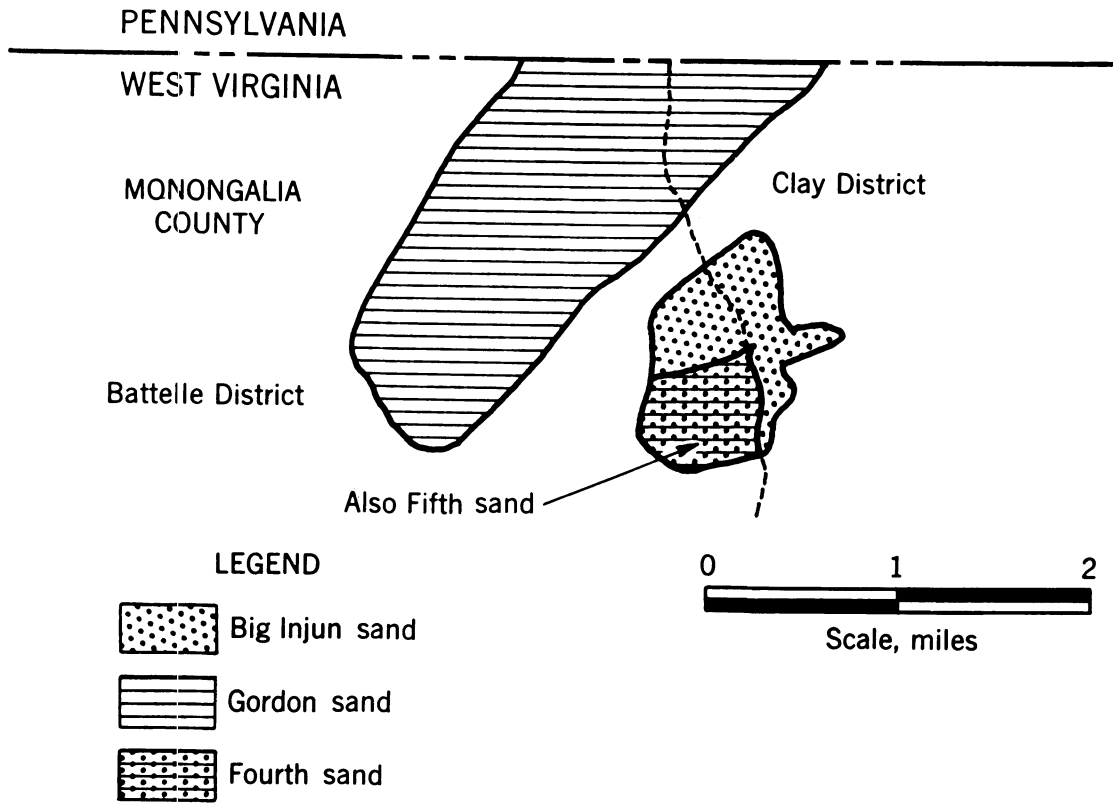 PENNSYLVANIA
WEST VIRGINIA
MONONGALIA
COUNTY
Clay District
Battelle District
Also Fifth sand
LEGEND
Big Injun sand
Gordon sand
Fourth sand
0 1 2
Scale, miles